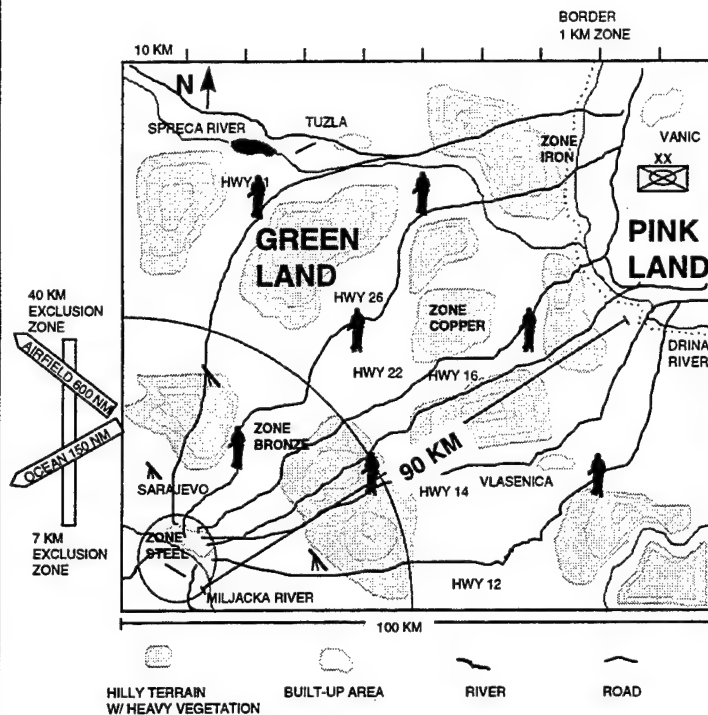 BORDER
1 KM ZONE
10 KM
N
SPRECA RIVER
TUZLA
ZONE
IRON
VANIC
XX
HWY
GREEN
LAND
PINK
LAND
40 KM
EXCLUSION
ZONE
HWY 26
ZONE
COPPER
AIRFIELD 600 NM
HWY 22
HWY 16
DRINA
RIVER
OCEAN 150 NM
ZONE
BRONZE
90 KM
SARAJEVO
HWY 14
VLASENICA
7 KM
EXCLUSION
ZONE
ZONE
STEEL
MILJACKA RIVER
HWY 12
100 KM
HILLY TERRAIN
W/ HEAVY VEGETATION
BUILT-UP AREA
RIVER
ROAD